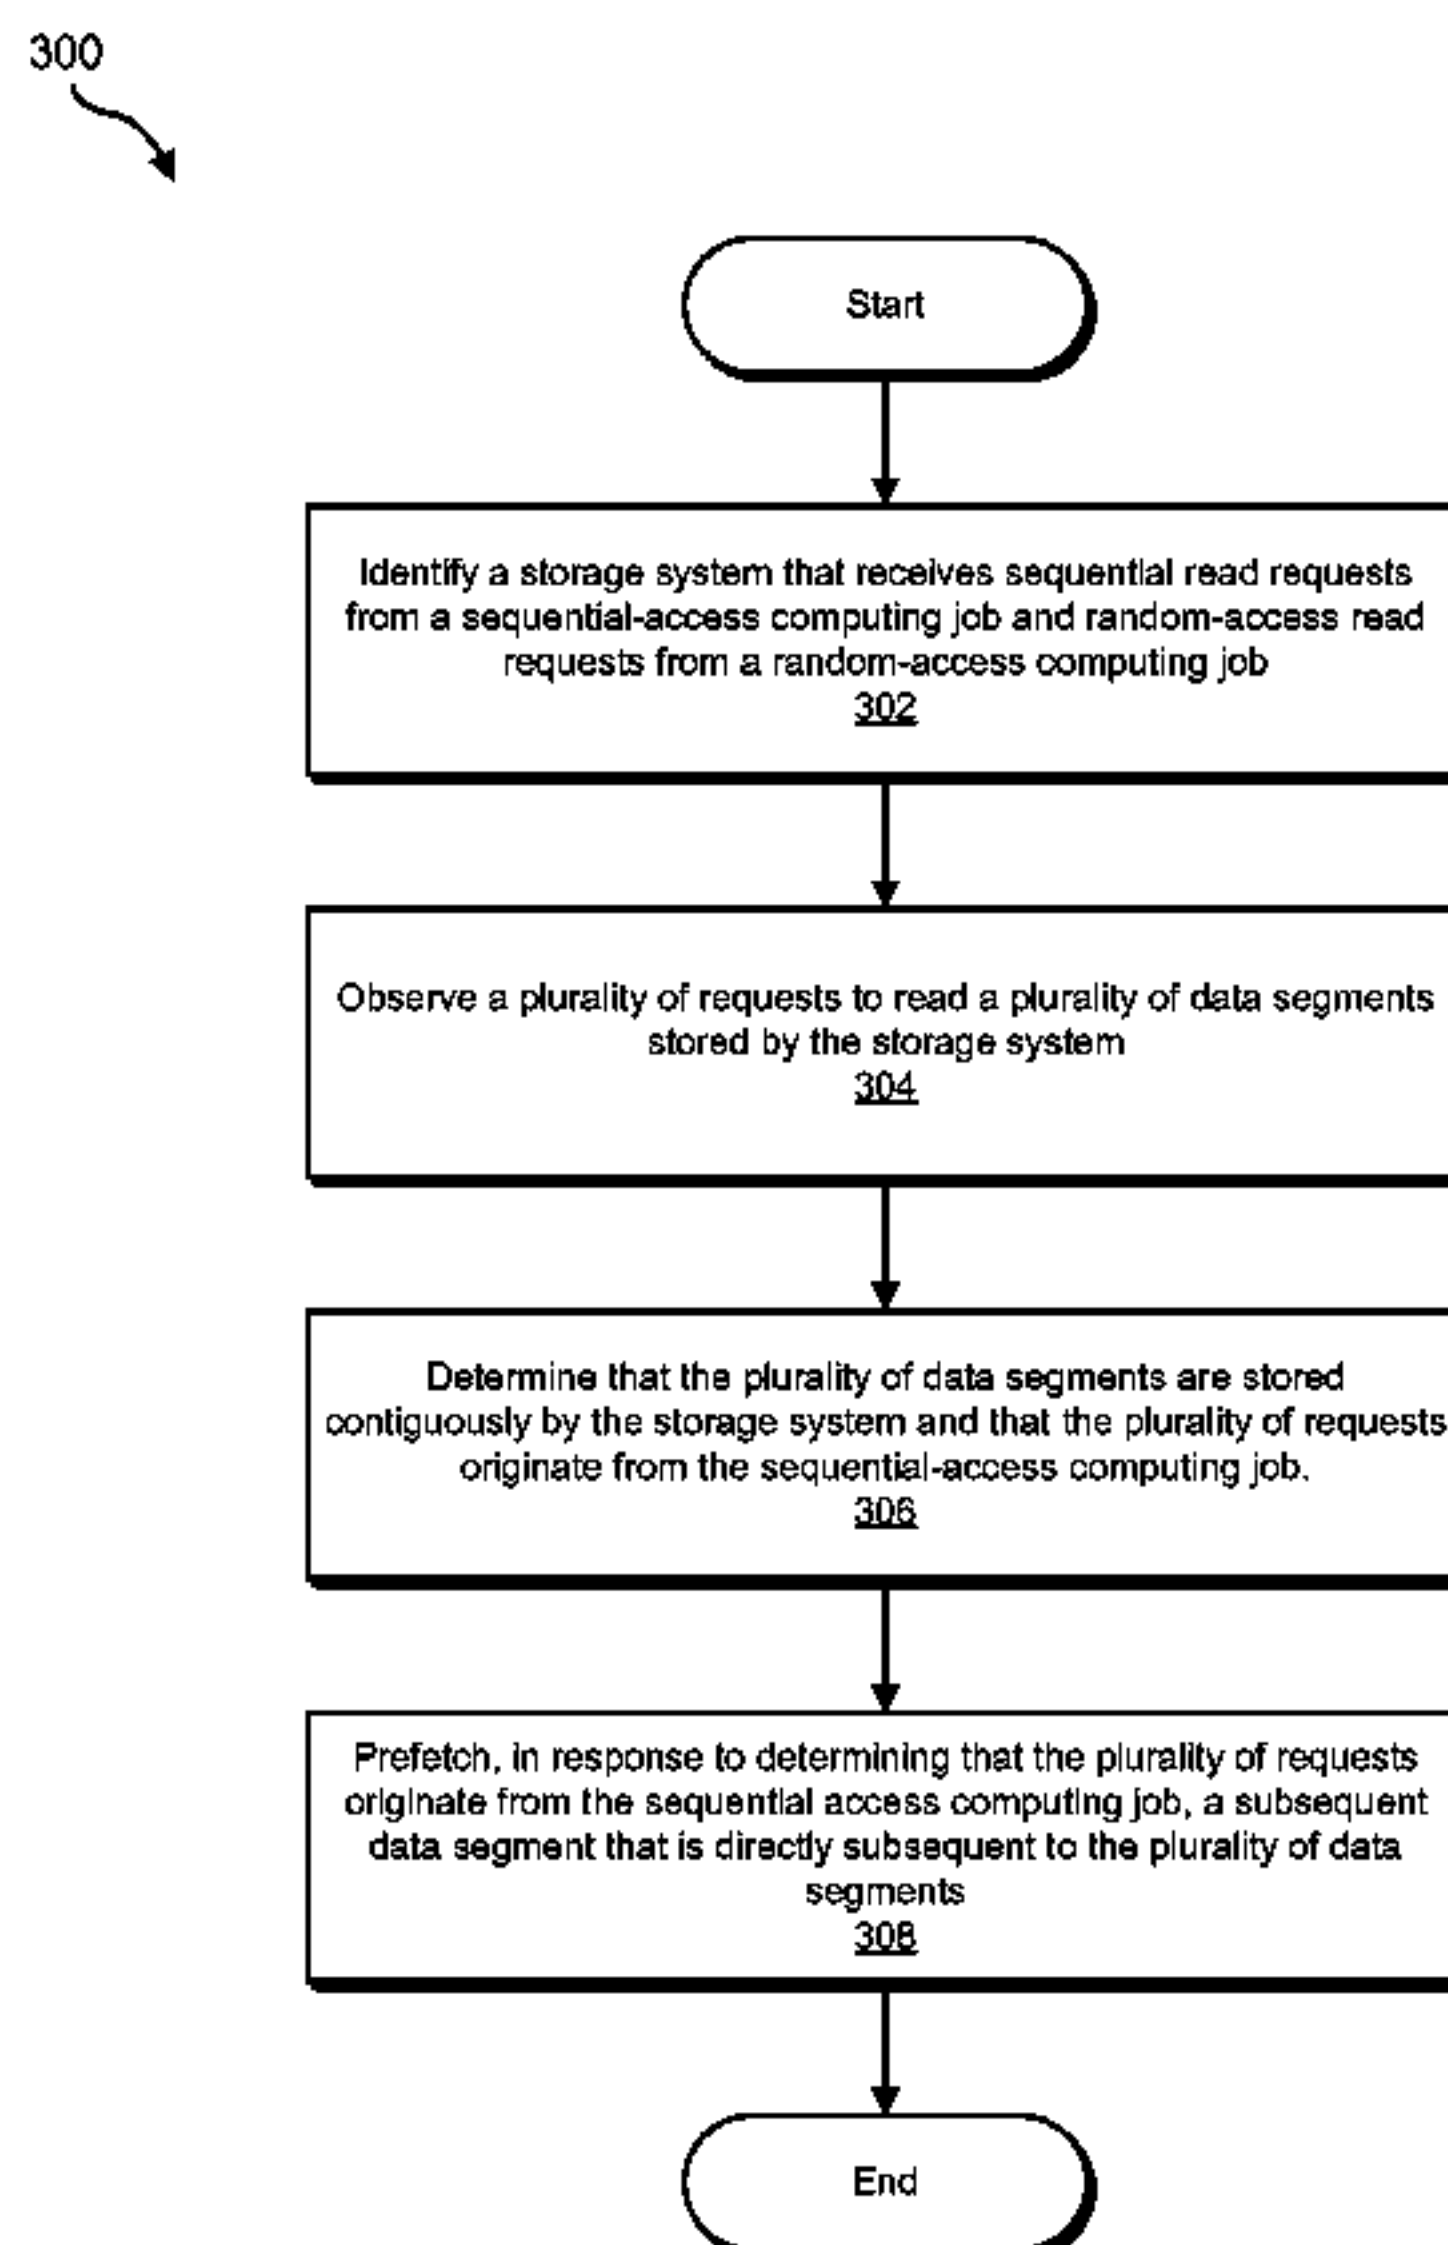 300
Start
Identify a storage system that receives sequential read requests
from a sequential-access computing job and random-access read
requests from a random-access computing job
302
Observe a plurality of requests to read a plurality of data segments
stored by the storage system
304
Determine that the plurality of data segments are stored
contiguously by the storage system and that the plurality of requests
originate from the sequential-access computing job.
306
Prefetch, in response to determining that the plurality of requests
originate from the sequential access computing job, a subsequent
data segment that is directly subsequent to the plurality of data
segments
308
End